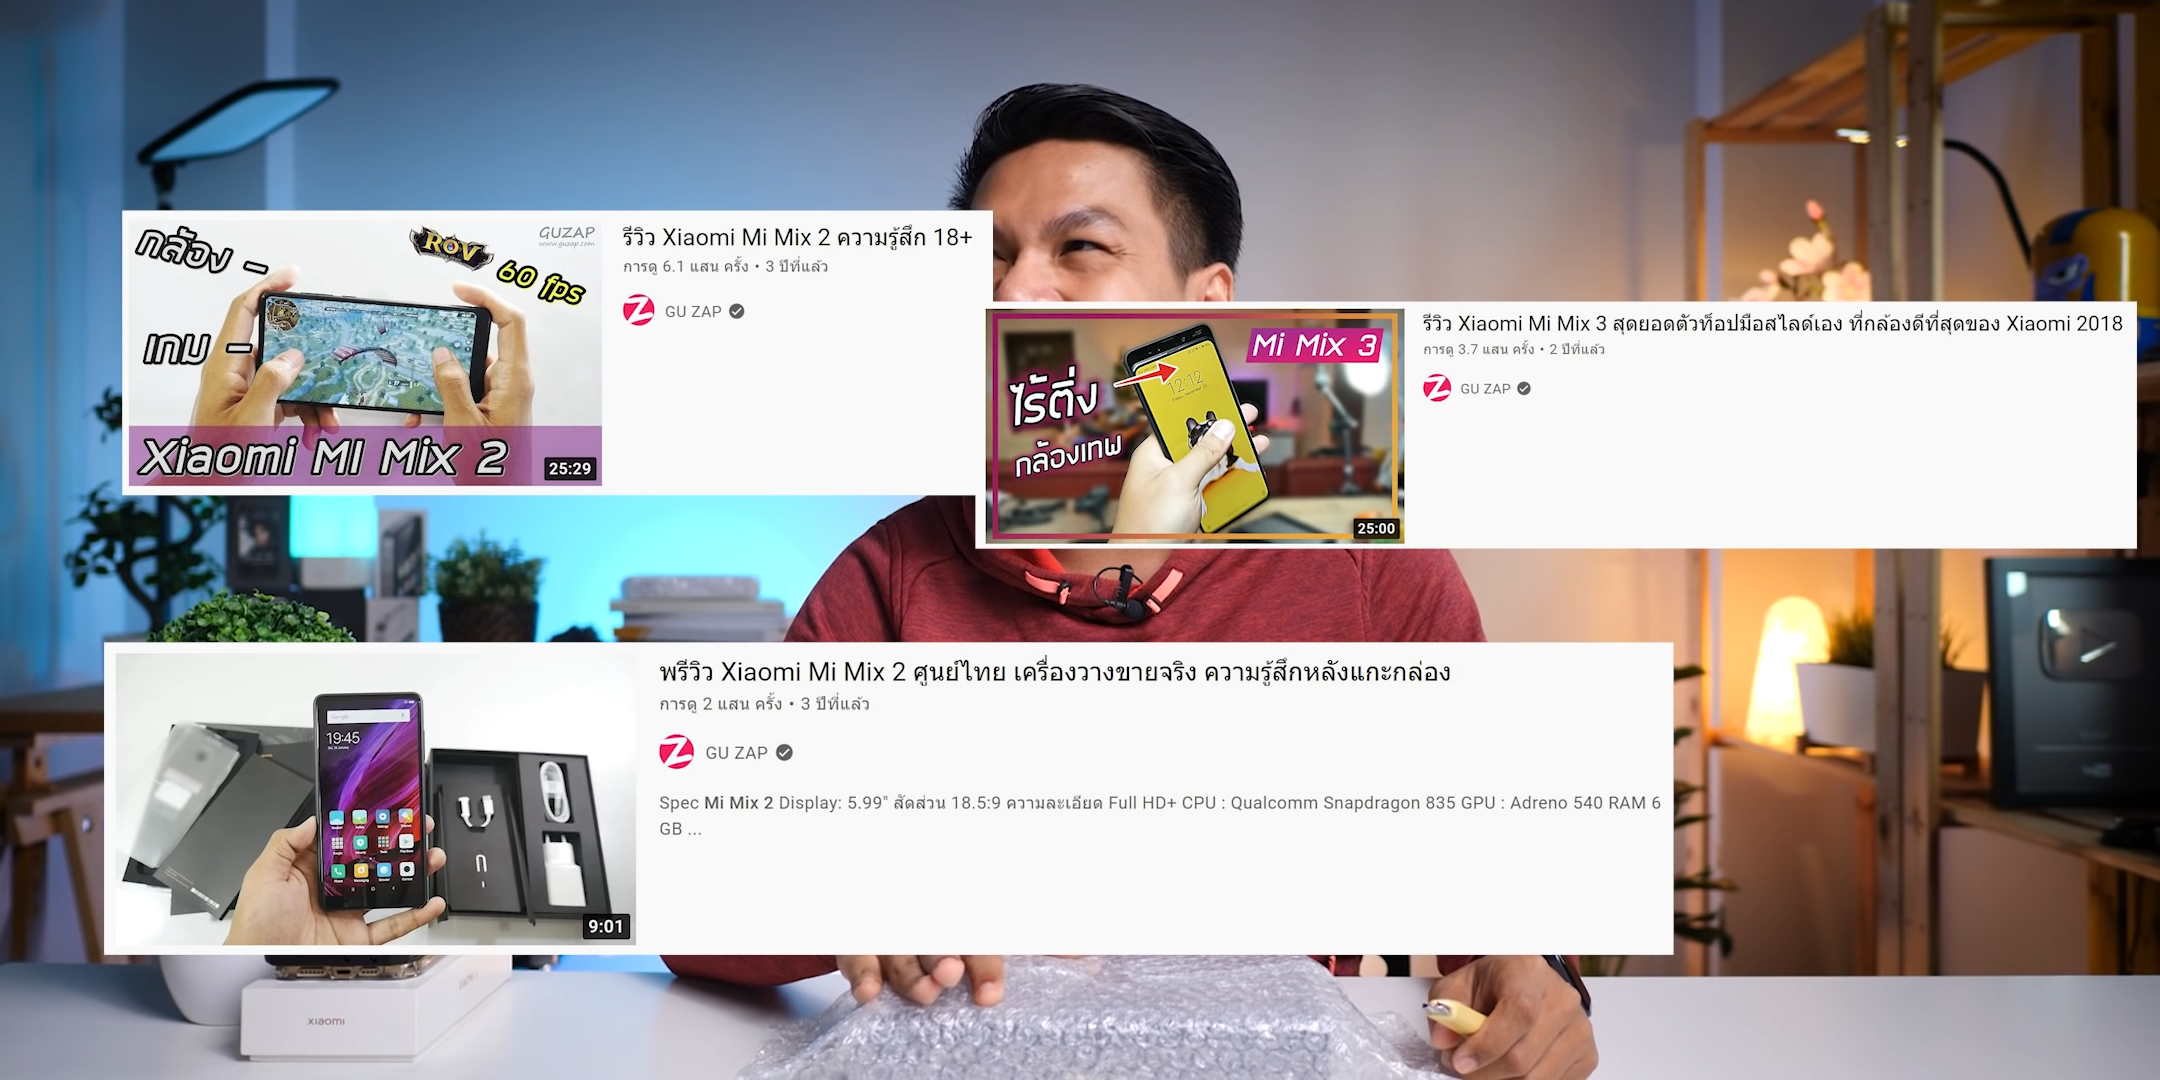 กล้อง -
เกม -
ROV
60 fps
GUZAP
www.guzap.com
Xiaomi MI Mix 2
25:29
รีวิว Xiaomi Mi Mix 2 ความรู้สึก 18+
การดู 6.1 แสน ครั้ง • 3 ปีที่แล้ว
GU ZAP
Mi Mix 3
ไร้ติ่ง
กล้องเทพ
12:12
25:00
รีวิว Xiaomi Mi Mix 3 สุดยอดตัวท็อปมือสไลด์เอง ที่กล้องดีที่สุดของ Xiaomi 2018
การดู 3.7 แสน ครั้ง • 2 ปีที่แล้ว
GU ZAP
19:45
9:01
พรีวิว Xiaomi Mi Mix 2 ศูนย์ไทย เครื่องวางขายจริง ความรู้สึกหลังแกะกล่อง
การดู 2 แสน ครั้ง • 3 ปีที่แล้ว
GU ZAP
Spec Mi Mix 2 Display: 5.99" สัดส่วน 18.5:9 ความละเอียด Full HD+ CPU : Qualcomm Snapdragon 835 GPU : Adreno 540 RAM 6
GB ...
xiaomi